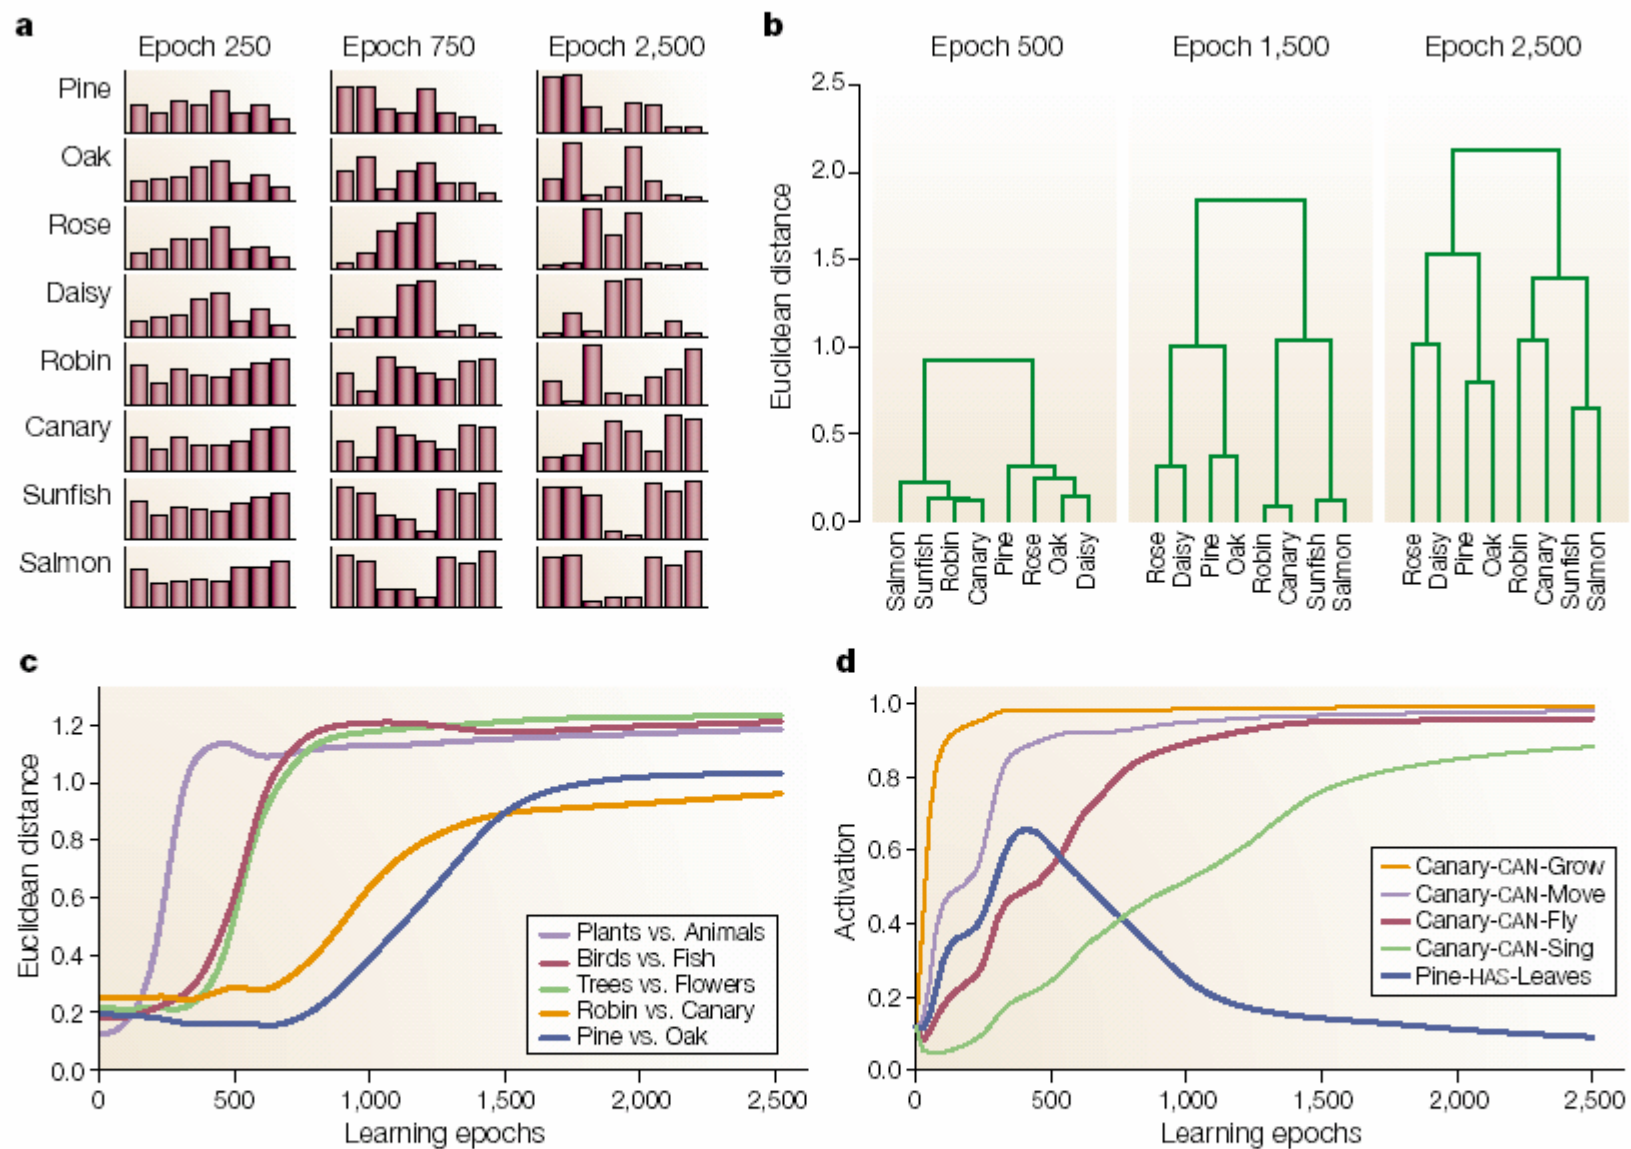 a
Epoch 250
Epoch 750
Epoch 2,500
Pine
Oak
Rose
Daisy
Robin
Canary
Sunfish
Salmon
b
Epoch 500
Epoch 1,500
Epoch 2,500
Euclidean distance
2.5
2.0
1.5
1.0
0.5
0.0
Salmon
Sunfish
Robin
Canary
Pine
Rose
Oak
Daisy
Rose
Daisy
Pine
Oak
Robin
Canary
Sunfish
Salmon
Rose
Daisy
Pine
Oak
Robin
Canary
Sunfish
Salmon
c
Euclidean distance
1.2
1.0
0.8
0.6
0.4
0.2
0.0
Plants vs. Animals
Birds vs. Fish
Trees vs. Flowers
Robin vs. Canary
Pine vs. Oak
0 500 1,000 1,500 2,000 2,500
Learning epochs
d
Activation
1.0
0.8
0.6
0.4
0.2
0.0
Canary-CAN-Grow
Canary-CAN-Move
Canary-CAN-Fly
Canary-CAN-Sing
Pine-HAS-Leaves
0 500 1,000 1,500 2,000 2,500
Learning epochs